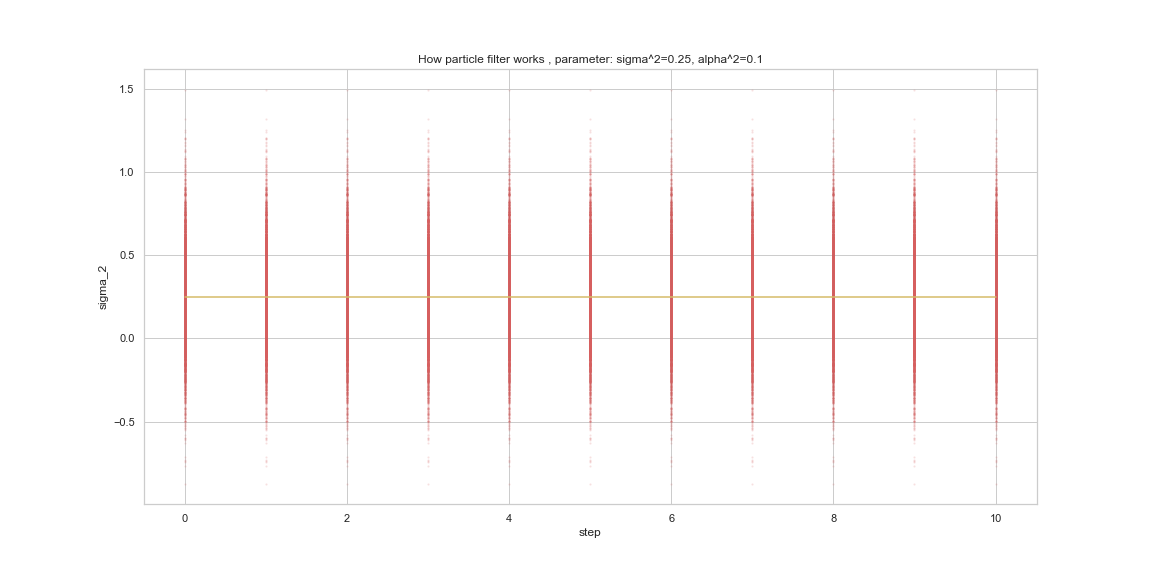 How particle filter works , parameter: sigma^2=0.25, alpha^2=0.1
1.5
1.0
0.5
0.0
−0.5
sigma_2
0 2 4 6 8 10
step